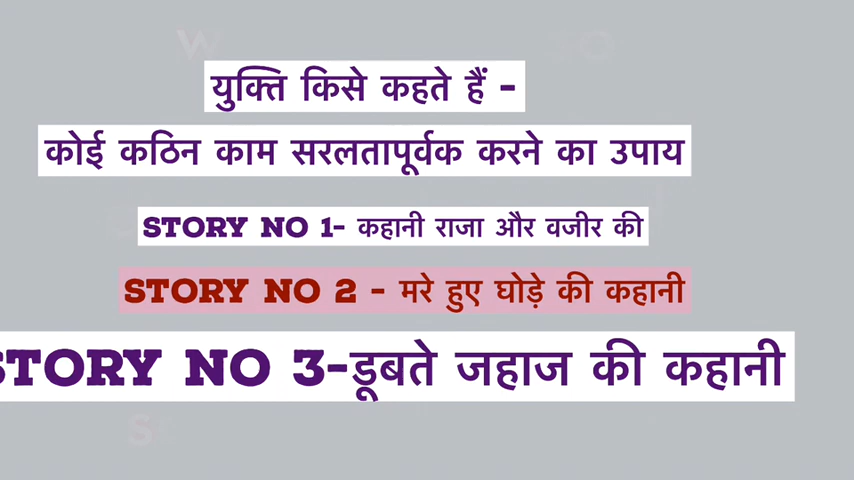 युक्ति किसे कहते हैं -
कोई कठिन काम सरलतापूर्वक करने का उपाय
STORY NO 1- कहानी राजा और वजीर की
STORY NO 2 - मरे हुए घोड़े की कहानी
STORY NO 3-डूबते जहाज की कहानी